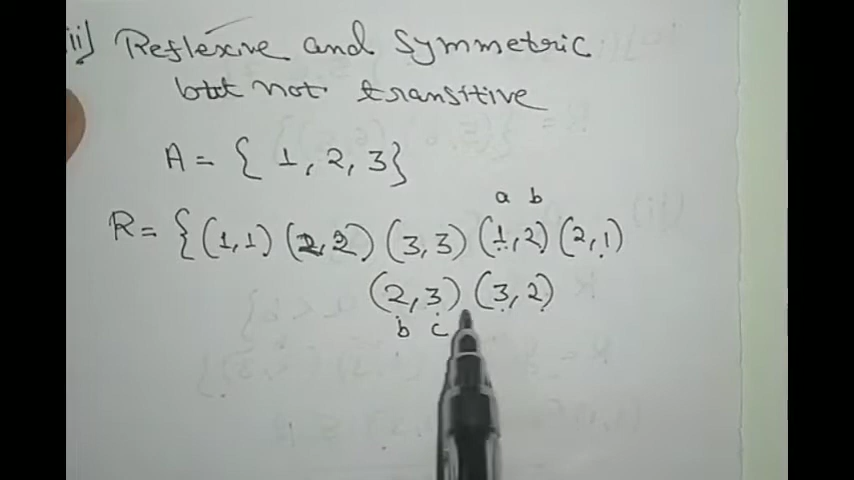 ii] Reflexive and Symmetric
but not transitive
A = { 1, 2, 3}
a b
R = { (1,1) (2,2) (3,3) (1,2) (2,1)
(2,3) (3,2)
b c